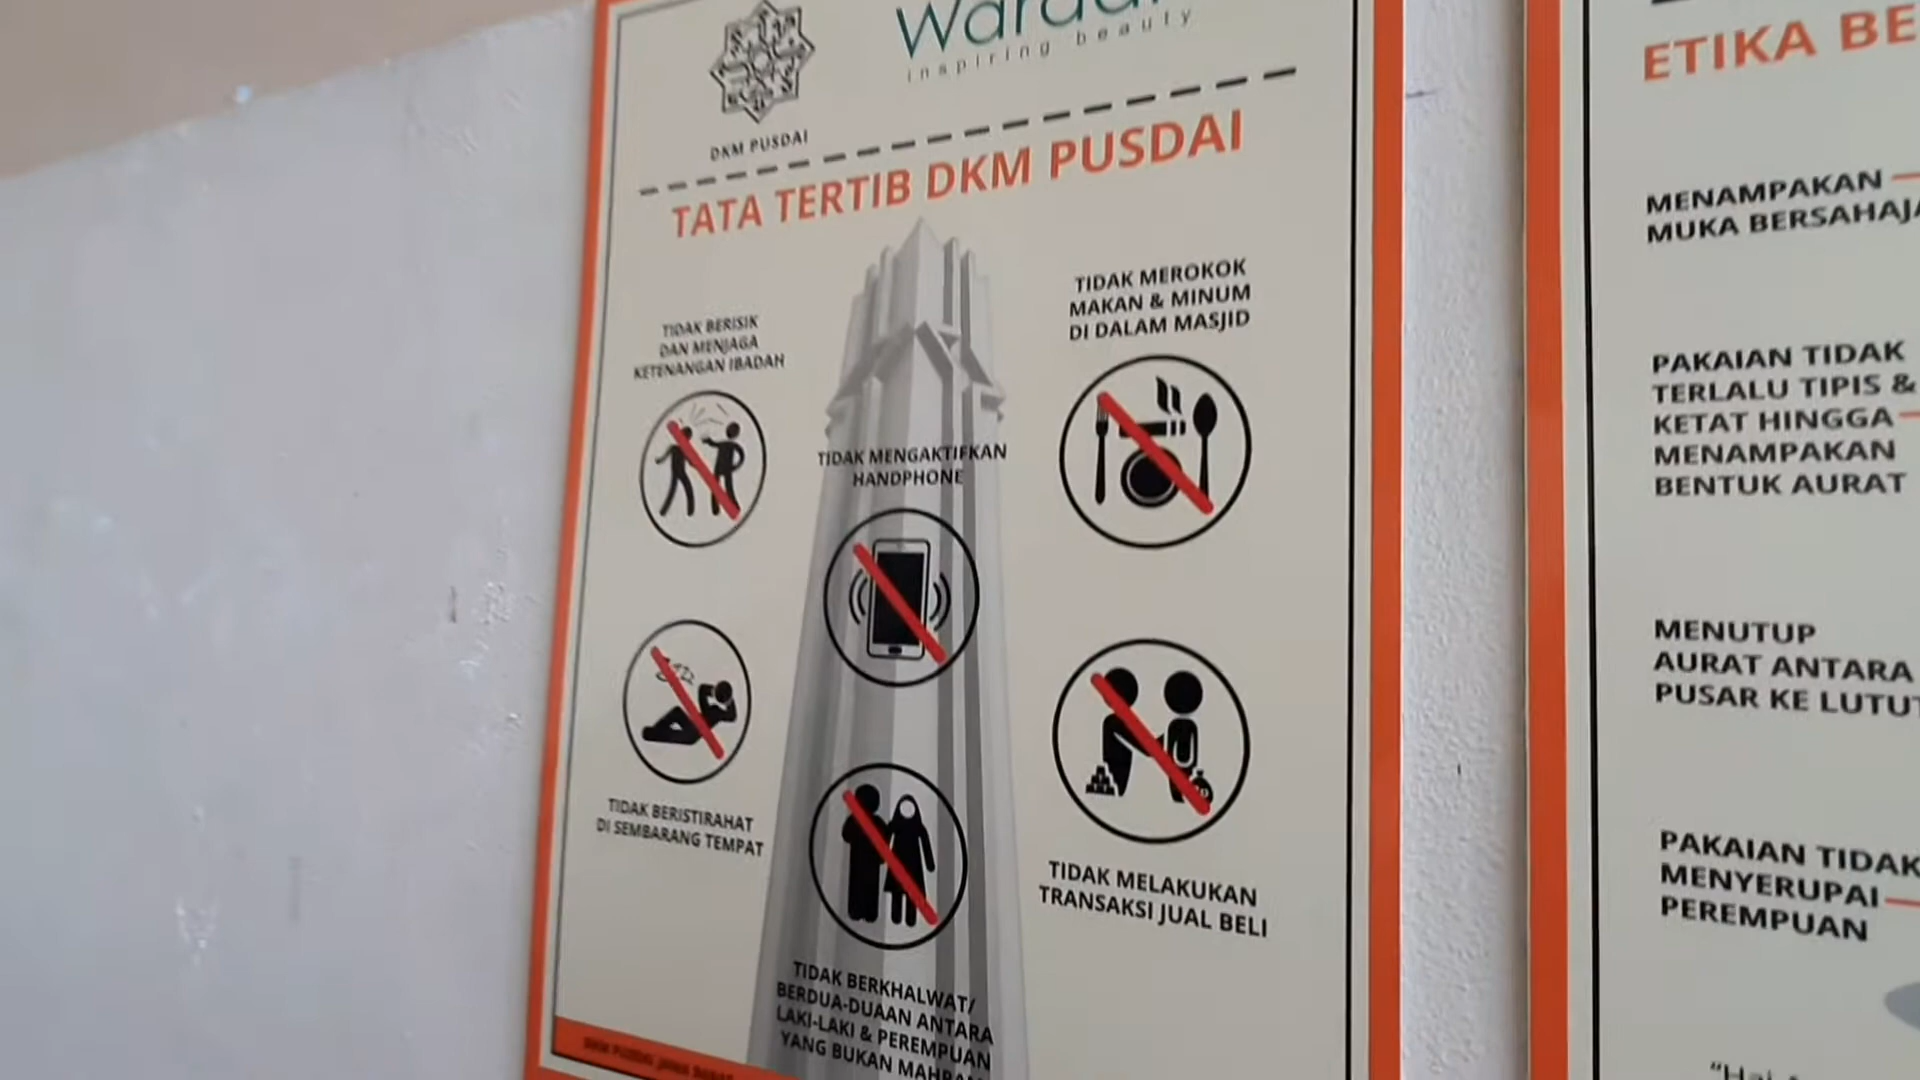 Wardah
inspiring beauty
DKM PUSDAI
TATA TERTIB DKM PUSDAI
TIDAK BERISIK
DAN MENJAGA
KETENANGAN IBADAH
TIDAK MENGAKTIFKAN
HANDPHONE
TIDAK MEROKOK
MAKAN & MINUM
DI DALAM MASJID
TIDAK BERISTIRAHAT
DI SEMBARANG TEMPAT
TIDAK BERKHALWAT/
BERDUA-DUAAN ANTARA
LAKI-LAKI & PEREMPUAN
YANG BUKAN MAHRAM
TIDAK MELAKUKAN
TRANSAKSI JUAL BELI
ETIKA
MENAMPAKAN
MUKA BERSAHAJA
PAKAIAN TIDAK
TERLALU TIPIS &
KETAT HINGGA
MENAMPAKAN
BENTUK AURAT
MENUTUP
AURAT ANTARA
PUSAR KE LUTUT
PAKAIAN TIDAK
MENYERUPAI
PEREMPUAN